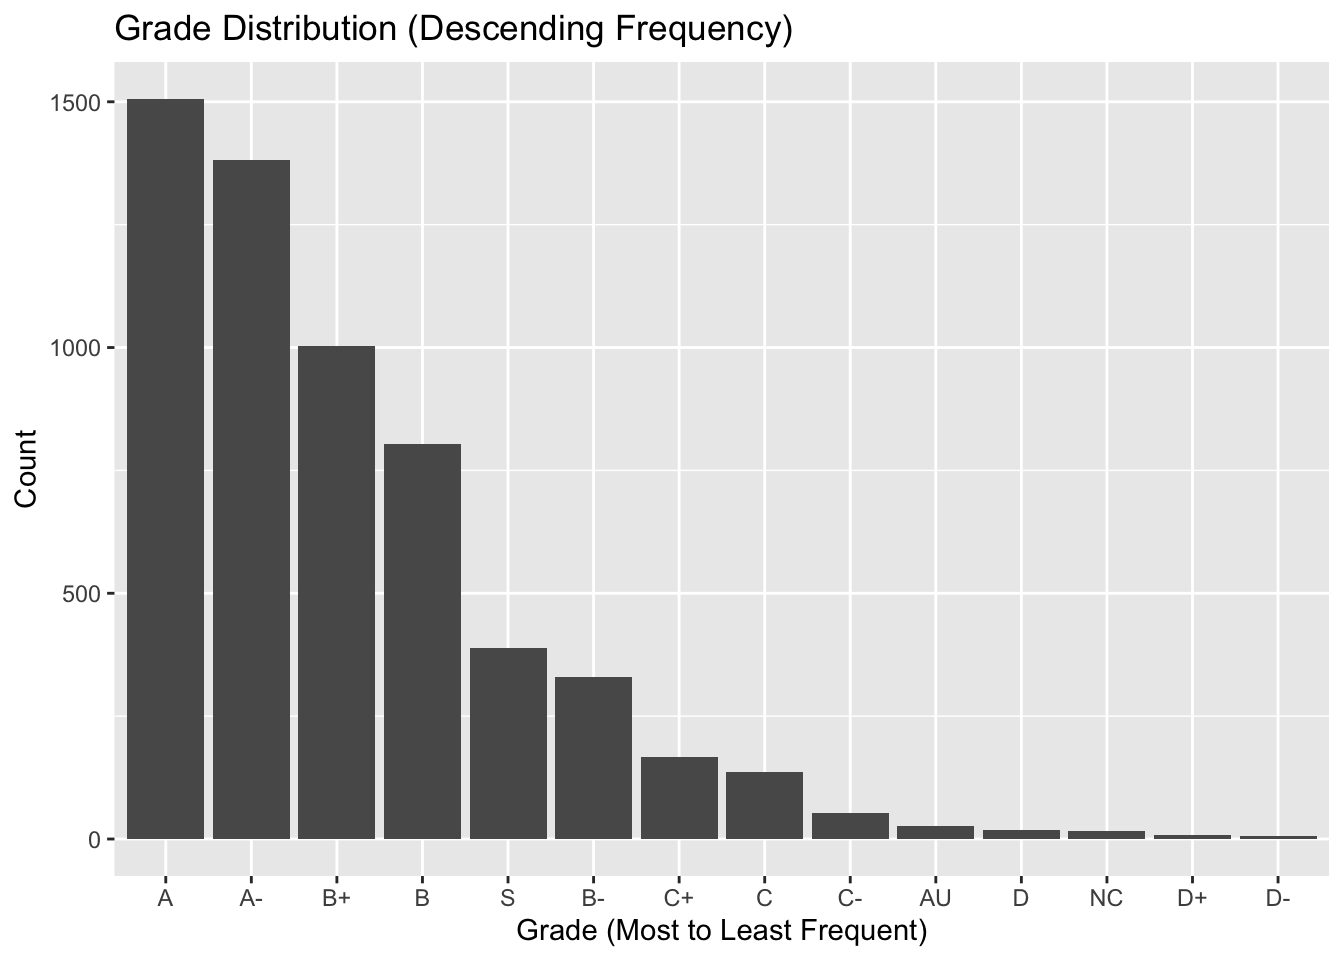 Grade Distribution (Descending Frequency)
1500
1000
500
0
Count
A A- B+ B S B- C+ C C- AU D NC D+ D-
Grade (Most to Least Frequent)